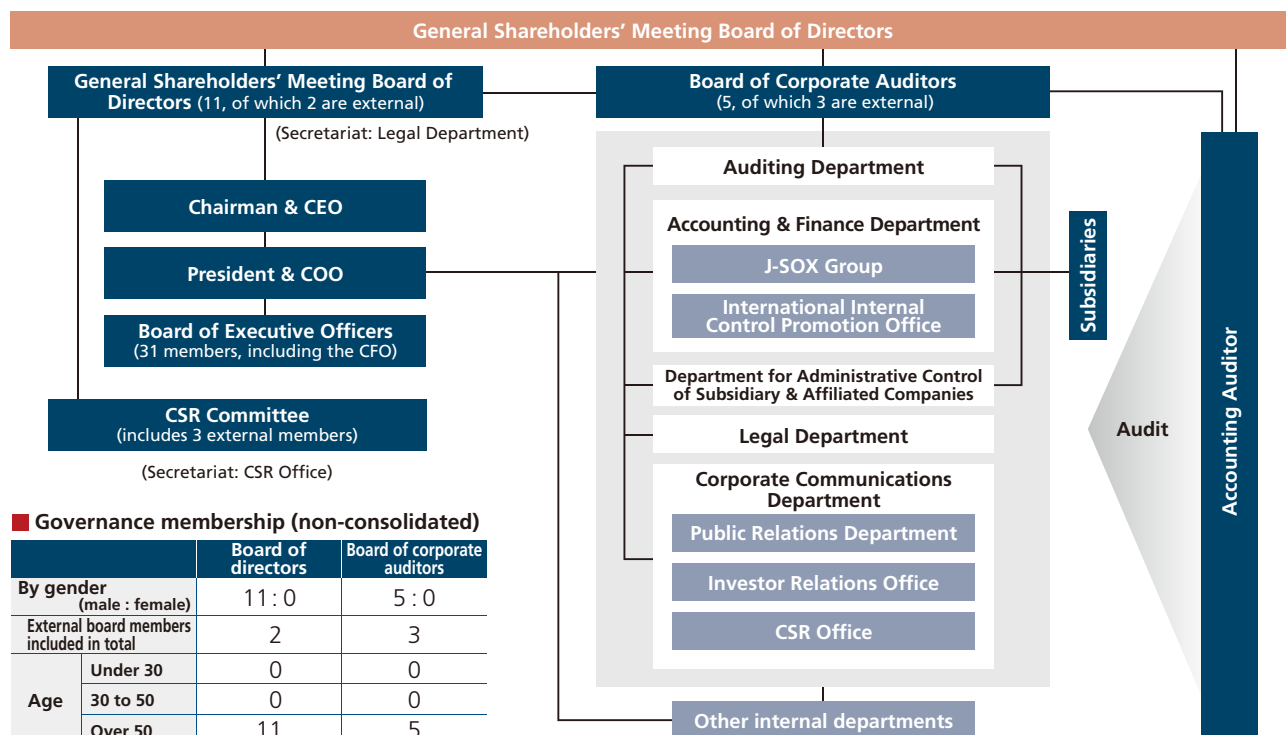 General Shareholders' Meeting Board of Directors
General Shareholders' Meeting Board of
Directors (11, of which 2 are external)
(Secretariat: Legal Department)
Chairman & CEO
President & COO
Board of Executive Officers
(31 members, including the CFO)
CSR Committee
(includes 3 external members)
(Secretariat: CSR Office)
Board of Corporate Auditors
(5, of which 3 are external)
Auditing Department
Accounting & Finance Department
J-SOX Group
International Internal
Control Promotion Office
Department for Administrative Control
of Subsidiary & Affiliated Companies
Legal Department
Corporate Communications
Department
Public Relations Department
Investor Relations Office
CSR Office
Other internal departments
Subsidiaries
Audit
Accounting Auditor
Governance membership (non-consolidated)
Board of directors Board of corporate auditors
By gender (male : female) 11 : 0 5 : 0
External board members included in total 2 3
Age Under 30 0 0
30 to 50 0 0
Over 50 11 5